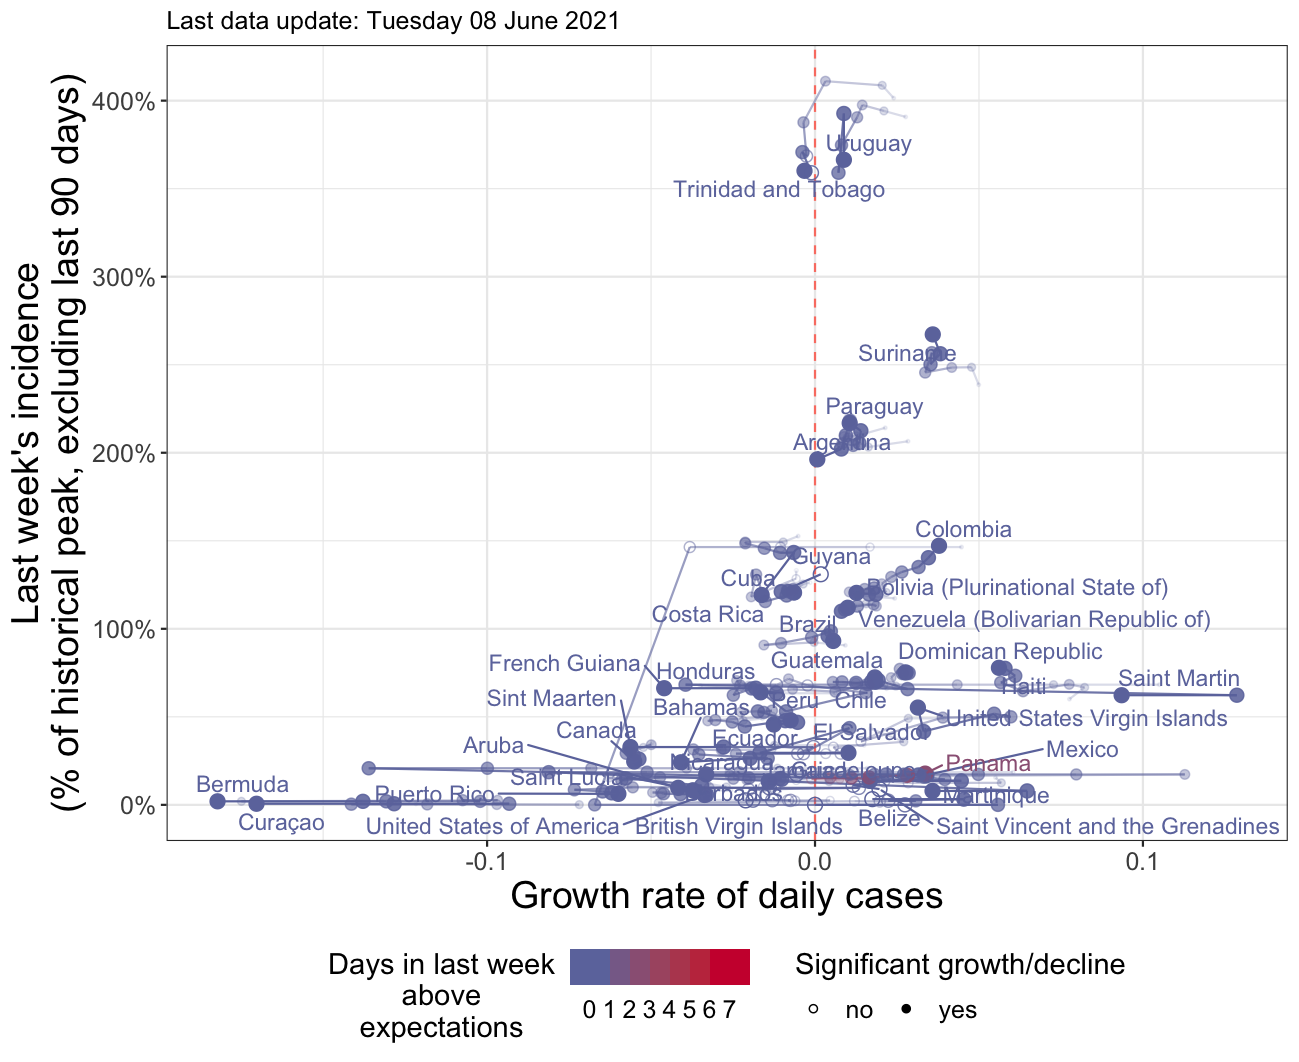 Last data update: Tuesday 08 June 2021
Last week's incidence
(% of historical peak, excluding last 90 days)
400%
300%
200%
100%
0%
Uruguay
Trinidad and Tobago
Suriname
Paraguay
Argentina
Colombia
Guyana
Cuba
Bolivia (Plurinational State of)
Costa Rica
Venezuela (Bolivarian Republic of)
Brazil
Dominican Republic
French Guiana
Guatemala
Honduras
Saint Martin
Haiti
Sint Maarten
Peru
Chile
Bahamas
United States Virgin Islands
Canada
Ecuador
El Salvador
Aruba
Mexico
Nicaragua
Panama
Guadeloupe
Saint Lucia
Bermuda
Puerto Rico
Barbados
Martinique
Curaçao
United States of America
British Virgin Islands
Belize
Saint Vincent and the Grenadines
-0.1
0.0
0.1
Growth rate of daily cases
Days in last week
above
expectations
0 1 2 3 4 5 6 7
Significant growth/decline
no
yes